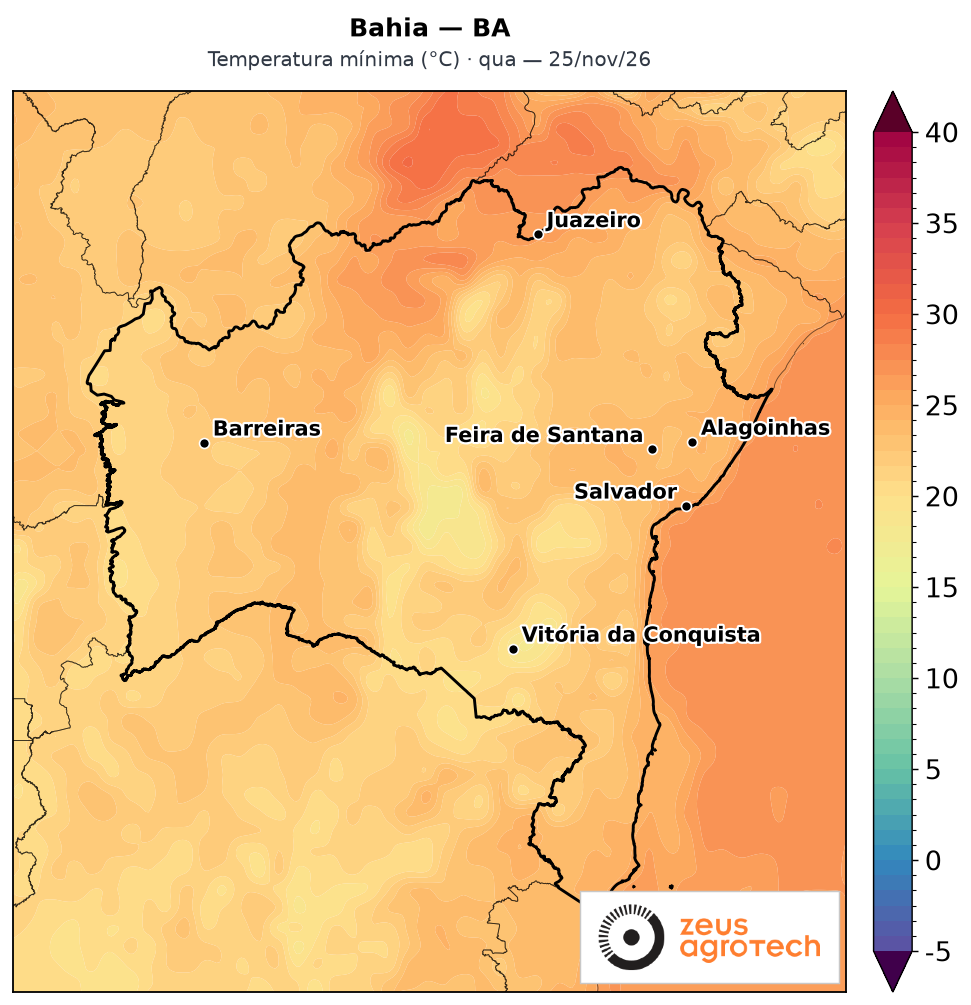 Bahia — BA
Temperatura mínima (°C) · qua — 25/nov/26
40
35
30
25
20
15
10
5
0
-5
Juazeiro
Barreiras
Feira de Santana
Alagoinhas
Salvador
Vitória da Conquista
zeus
agrotech